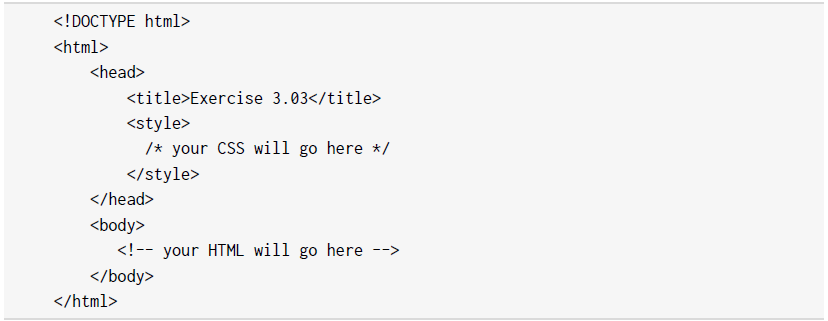 <!DOCTYPE html>
<html>
<head>
<title>Exercise 3.03</title>
<style>
/* your CSS will go here */
</style>
</head>
<body>
<!-- your HTML will go here -->
</body>
</html>